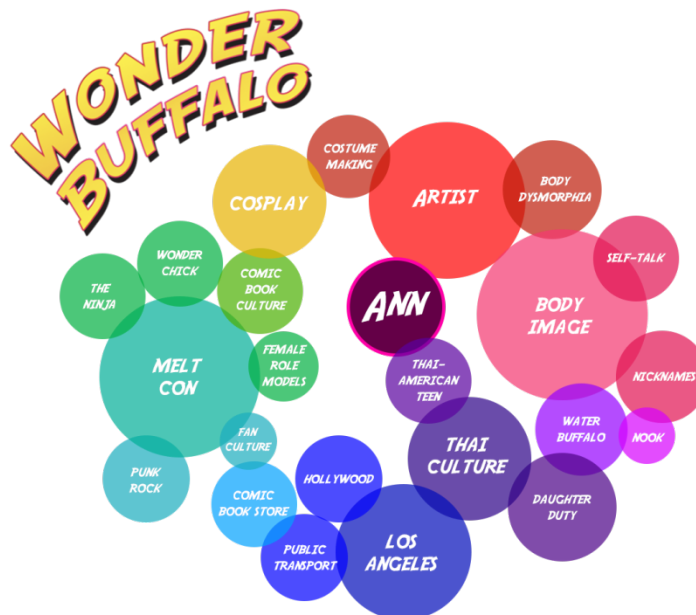 WONDER
BUFFALO
COSTUME
MAKING
ARTIST
BODY
DYSMORPHIA
COSPLAY
SELF-TALK
WONDER
CHICK
COMIC
BOOK
CULTURE
THE
NINJA
ANN
BODY
IMAGE
MELT
CON
FEMALE
ROLE
MODELS
THAI-
AMERICAN
TEEN
NICKNAMES
FAN
CULTURE
THAI
CULTURE
WATER
BUFFALO
NOOK
PUNK
ROCK
HOLLYWOOD
COMIC
BOOK STORE
DAUGHTER
DUTY
PUBLIC
TRANSPORT
LOS
ANGELES